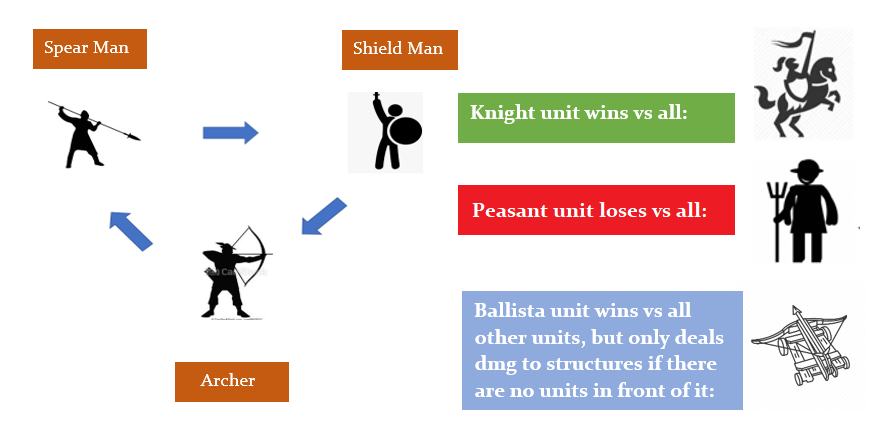 Spear Man
Shield Man
Knight unit wins vs all:
Peasant unit loses vs all:
Ballista unit wins vs all
other units, but only deals
dmg to structures if there
are no units in front of it:
Archer